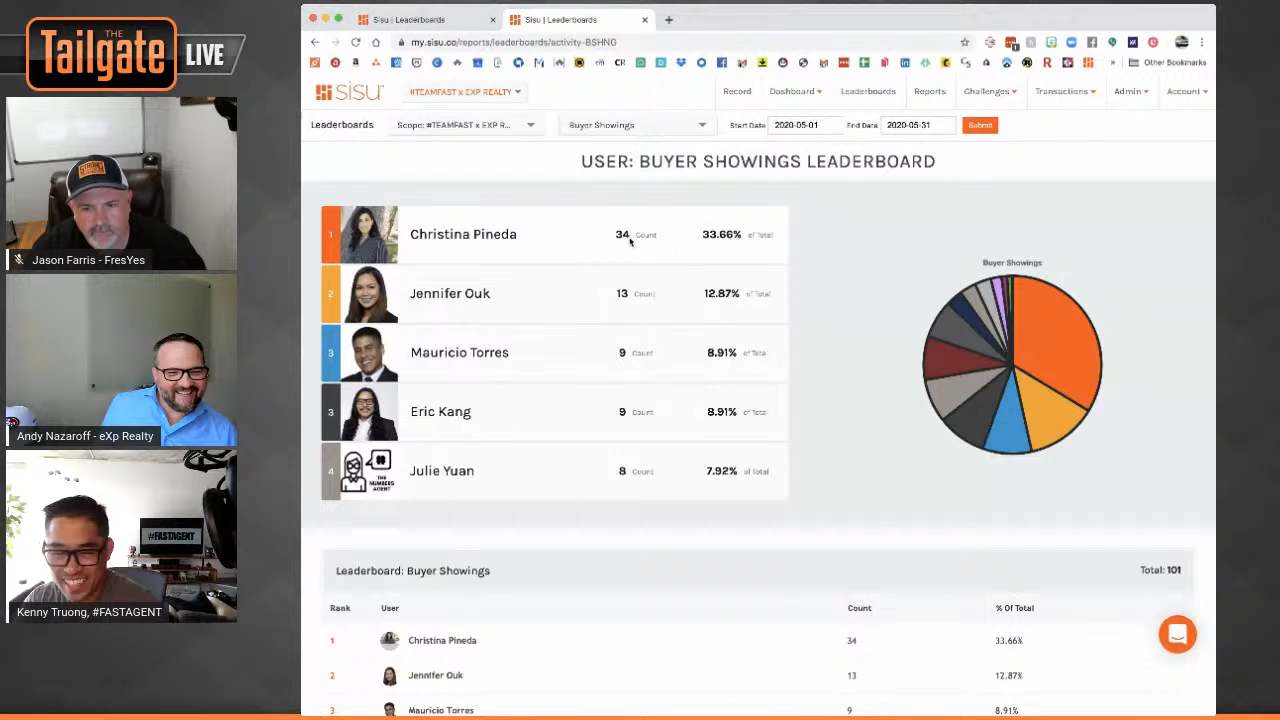 THE
Tailgate LIVE
Jason Farris - FresYes
Andy Nazaroff - eXp Realty
#FASTAGENT
Kenny Truong, #FASTAGENT
Sisu | Leaderboards
Sisu | Leaderboards
my.sisu.co/reports/leaderboards/activity-BSHNG
Other Bookmarks
sisu
#TEAMFAST x EXP REALTY
Record
Dashboard
Leaderboards
Reports
Challenges
Transactions
Admin
Account
Leaderboards
Scope: #TEAMFAST x EXP R...
Buyer Showings
Start Date 2020-05-01
End Date 2020-05-31
Submit
USER: BUYER SHOWINGS LEADERBOARD
1 Christina Pineda 34 Count 33.66% of Total
2 Jennifer Ouk 13 Count 12.87% of Total
3 Mauricio Torres 9 Count 8.91% of Total
3 Eric Kang 9 Count 8.91% of Total
4 # THE NUMBERS AGENT Julie Yuan 8 Count 7.92% of Total
Buyer Showings
Leaderboard: Buyer Showings Total: 101
Rank User Count % Of Total
1 Christina Pineda 34 33.66%
2 Jennifer Ouk 13 12.87%
3 Mauricio Torres 9 8.91%